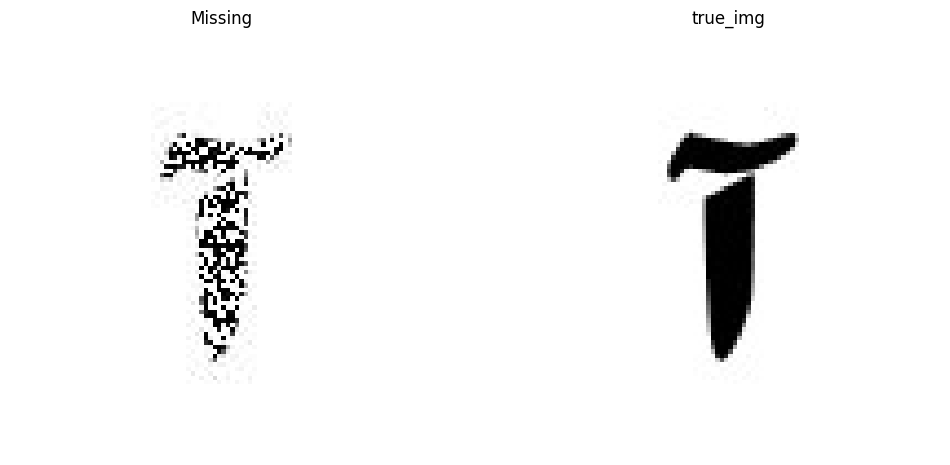 Missing true_img
آ آ